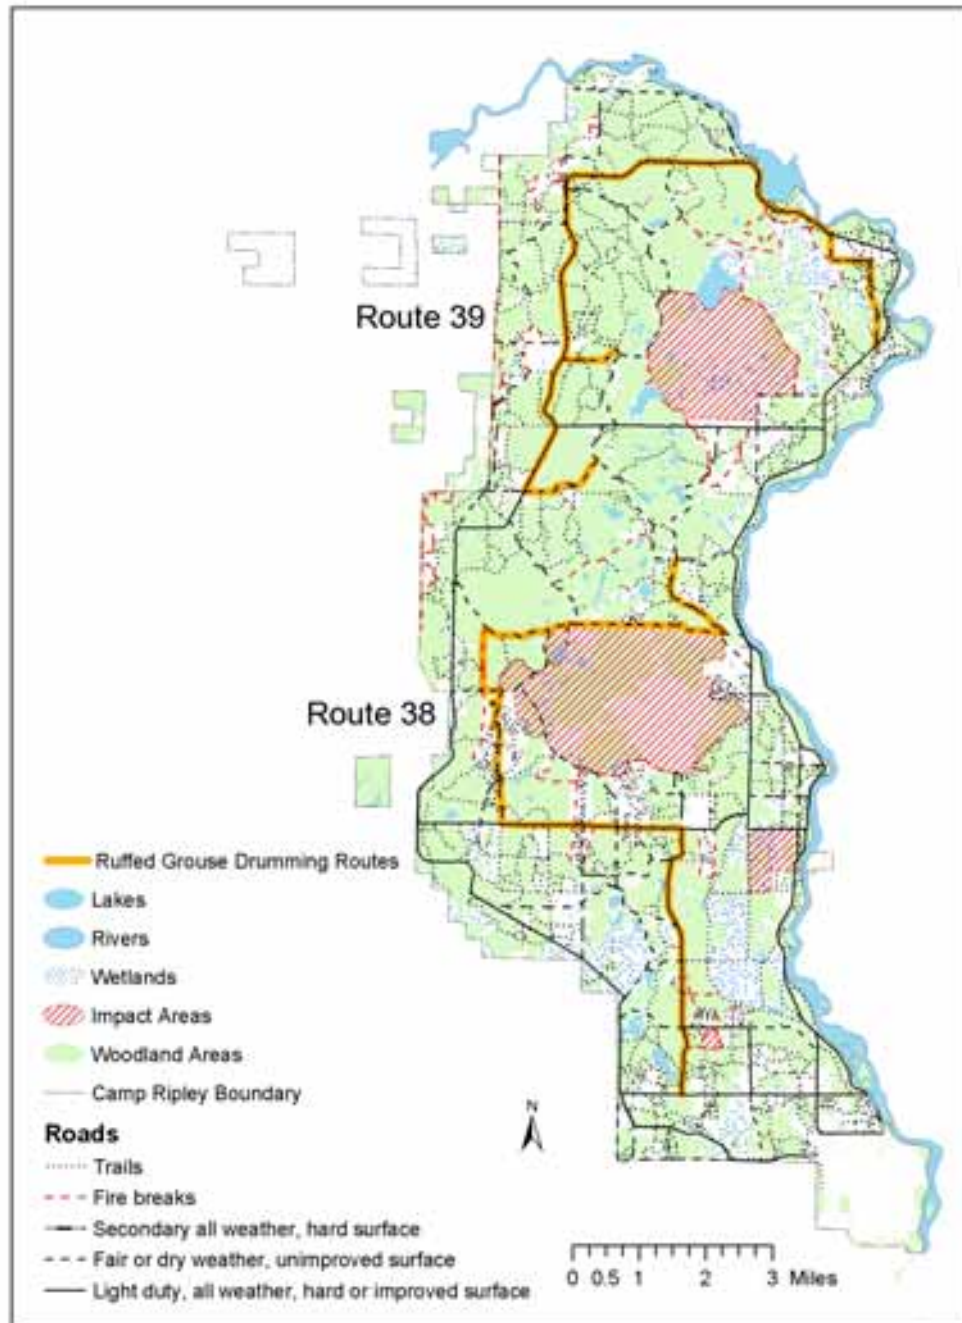 Route 39
Route 38
Ruffed Grouse Drumming Routes
Lakes
Rivers
Wetlands
Impact Areas
Woodland Areas
Camp Ripley Boundary
Roads
Trails
Fire breaks
Secondary all weather, hard surface
Fair or dry weather, unimproved surface
Light duty, all weather, hard or improved surface
N
0 0.5 1 2 3 Miles